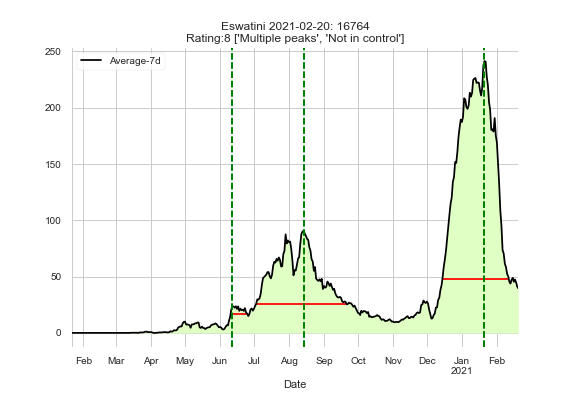 Eswatini 2021-02-20: 16764
Rating:8 ['Multiple peaks', 'Not in control']
Average-7d
250
200
150
100
50
0
Feb Mar Apr May Jun Jul Aug Sep Oct Nov Dec Jan Feb
2021
Date